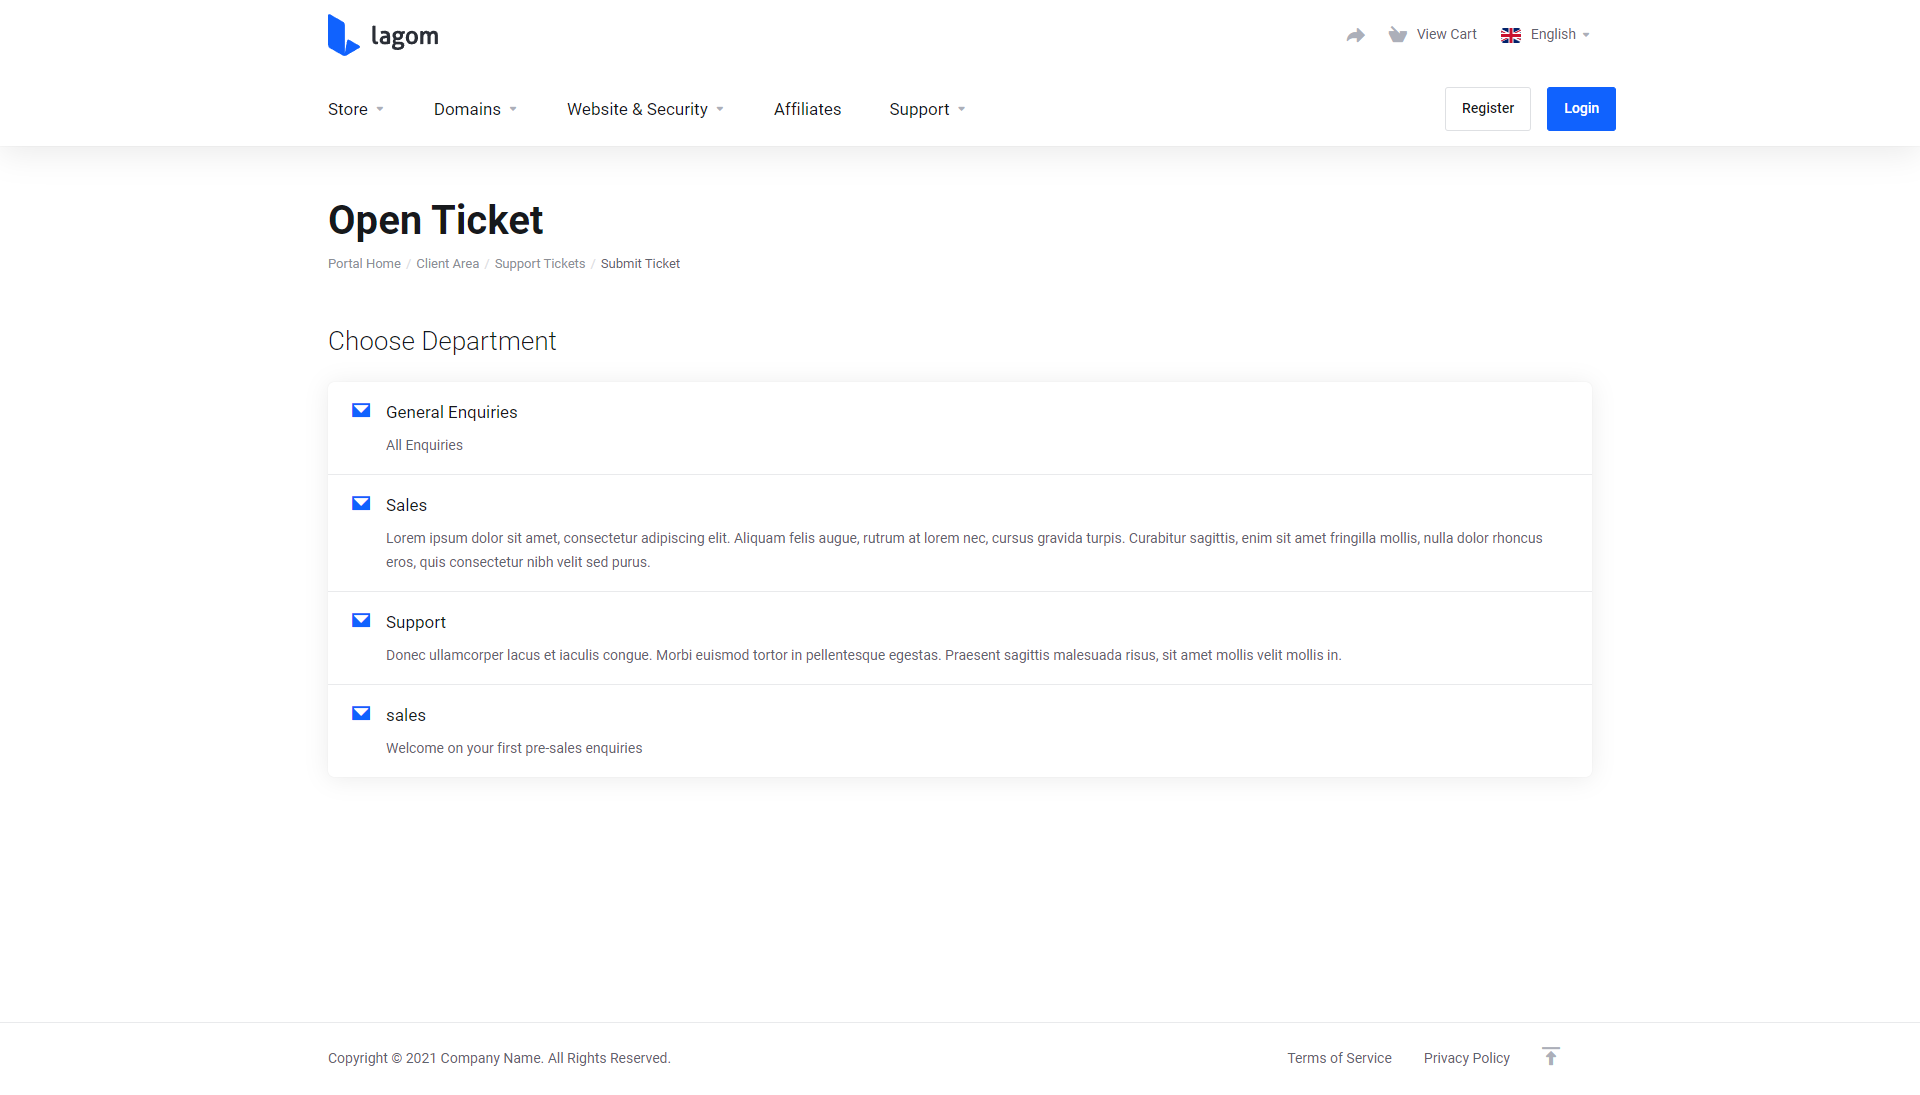 lagom
View Cart
English
Store
Domains
Website & Security
Affiliates
Support
Register
Login
Open Ticket
Portal Home / Client Area / Support Tickets / Submit Ticket
Choose Department
General Enquiries
All Enquiries
Sales
Lorem ipsum dolor sit amet, consectetur adipiscing elit. Aliquam felis augue, rutrum at lorem nec, cursus gravida turpis. Curabitur sagittis, enim sit amet fringilla mollis, nulla dolor rhoncus
eros, quis consectetur nibh velit sed purus.
Support
Donec ullamcorper lacus et iaculis congue. Morbi euismod tortor in pellentesque egestas. Praesent sagittis malesuada risus, sit amet mollis velit mollis in.
sales
Welcome on your first pre-sales enquiries
Copyright © 2021 Company Name. All Rights Reserved.
Terms of Service
Privacy Policy